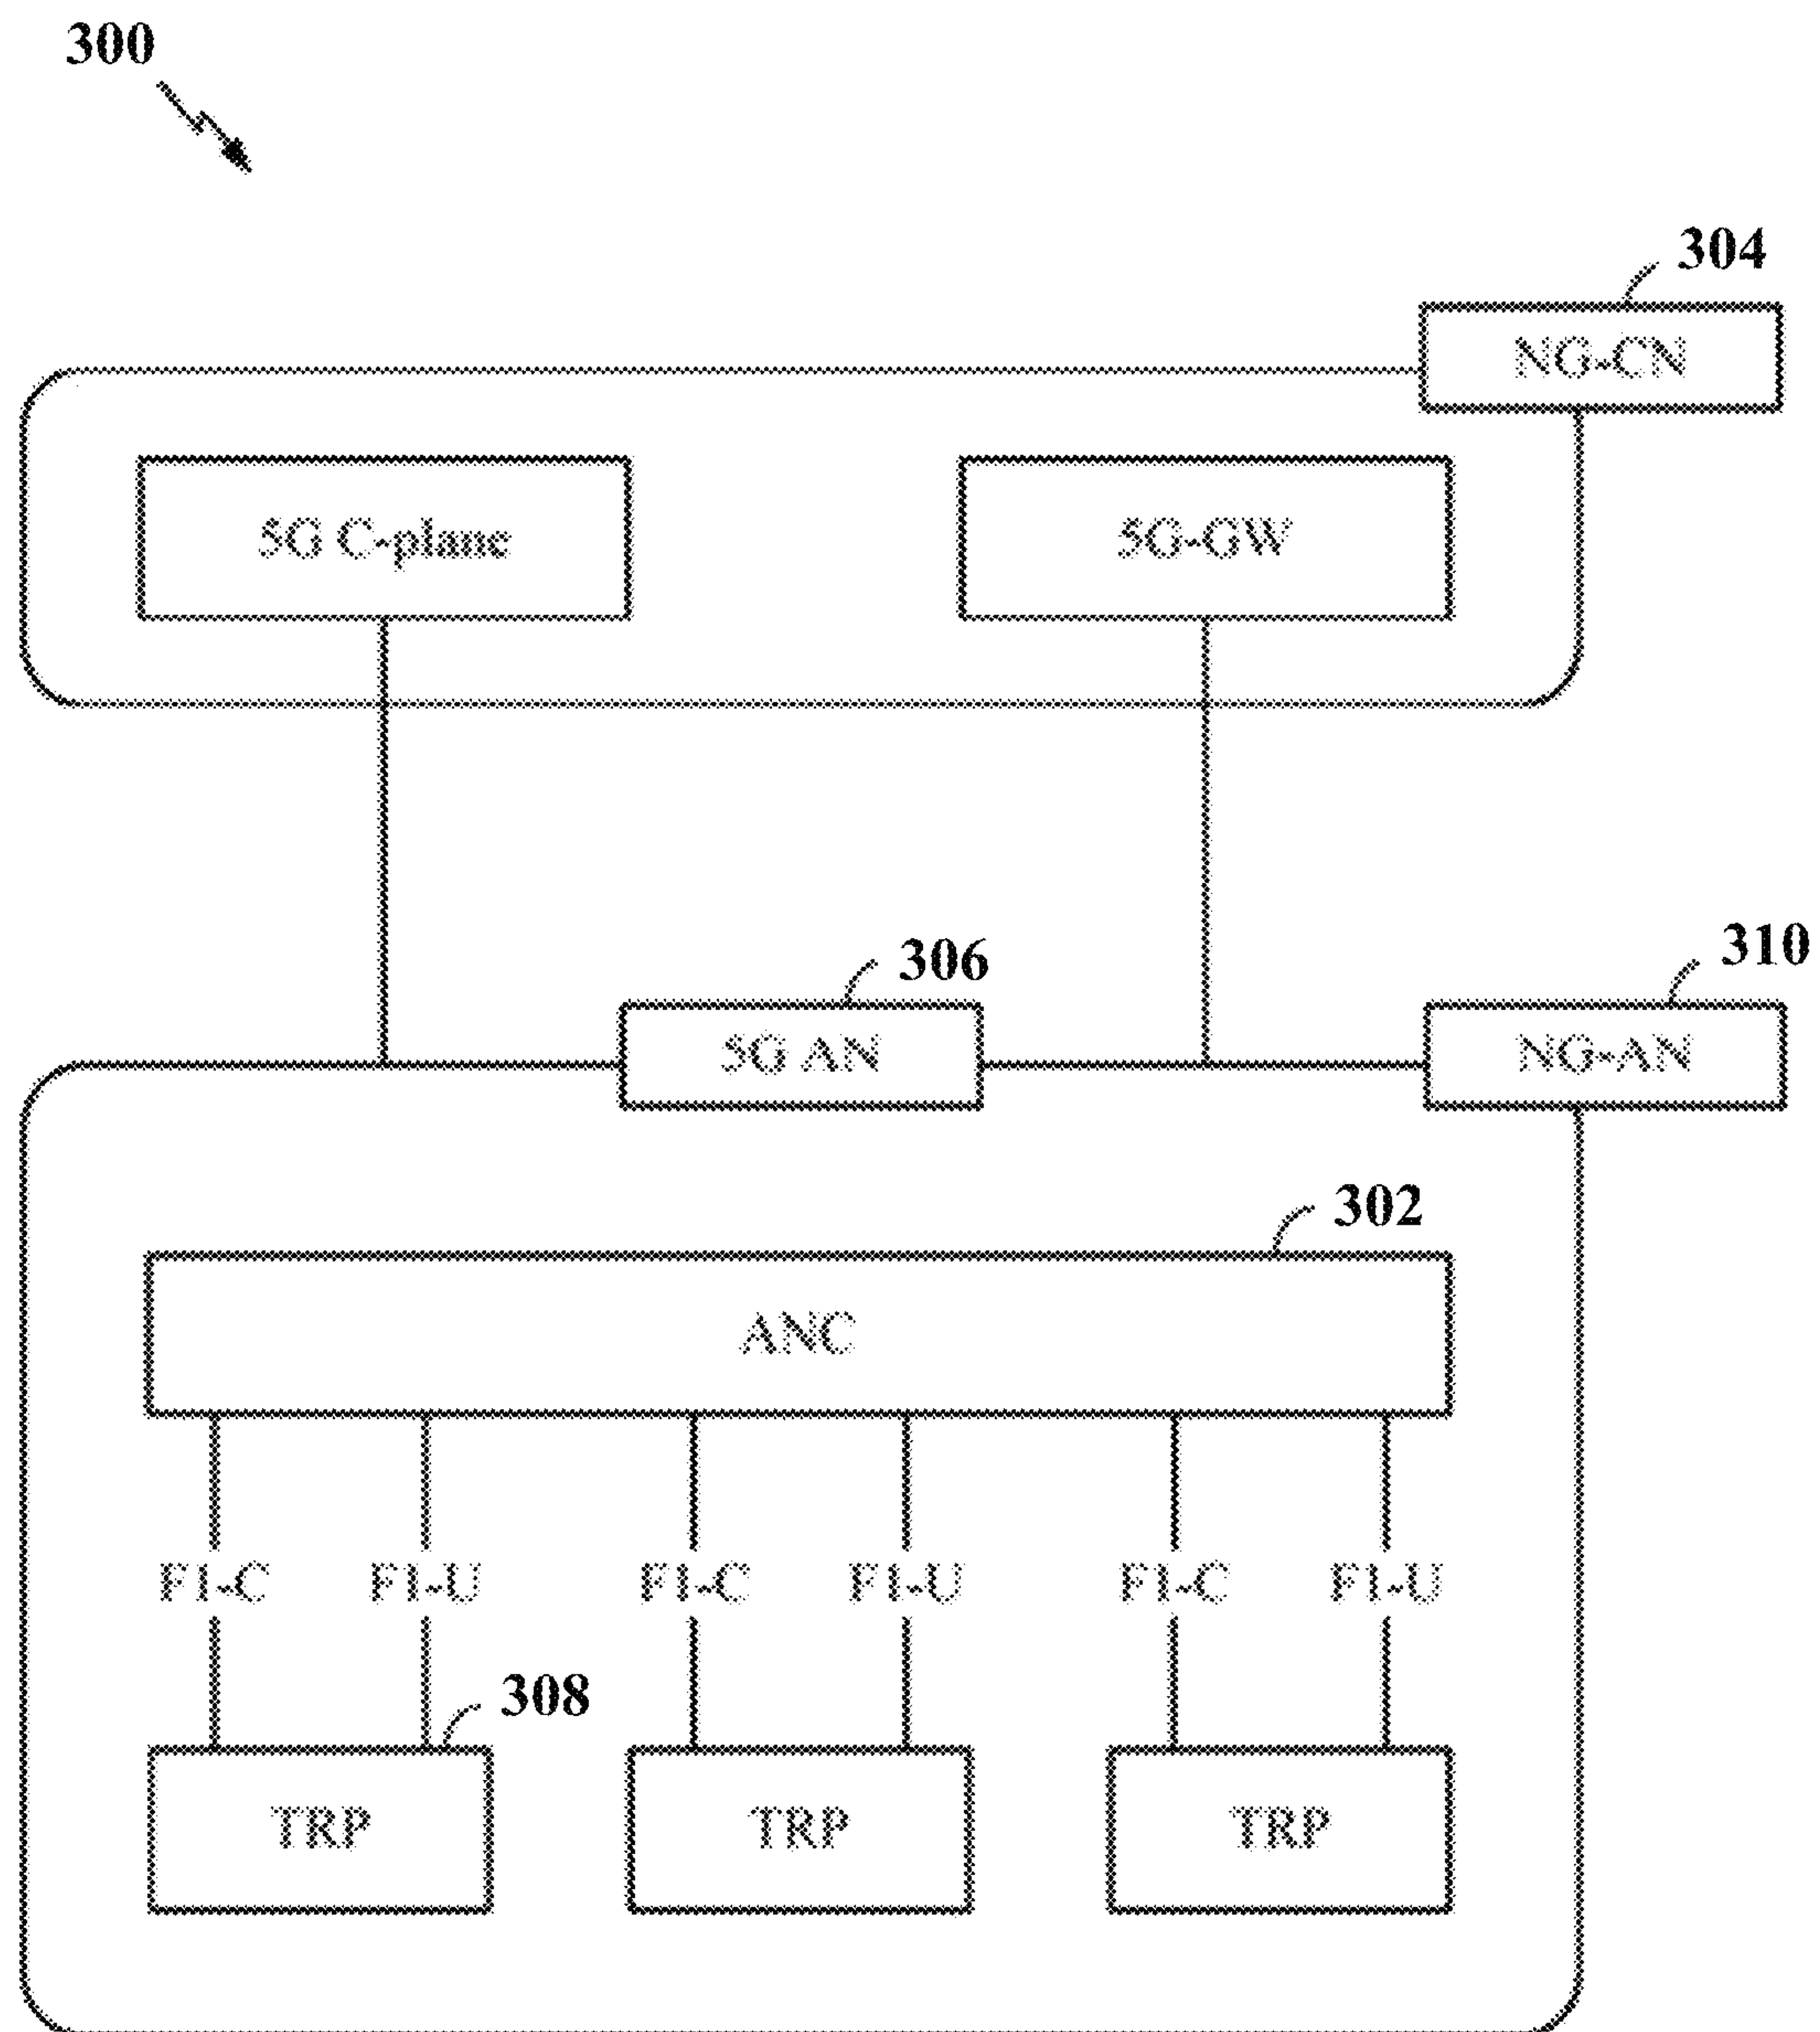 300
304
NG-CN
5G C-plane
5G-GW
306
310
5G AN
NG-AN
302
ANC
F1-C F1-U F1-C F1-U F1-C F1-U
308
TRP TRP TRP